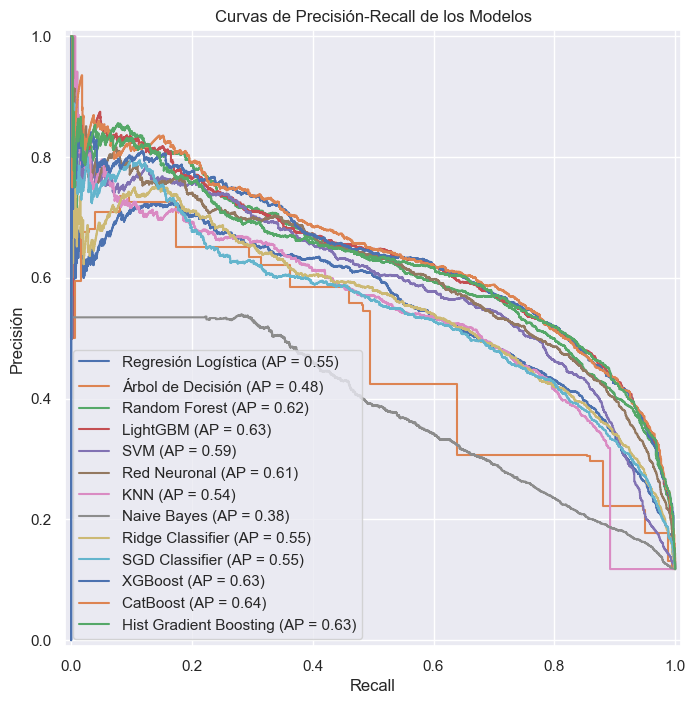 Curvas de Precisión-Recall de los Modelos
1.0
0.8
0.6
0.4
0.2
0.0
Precisión
Regresión Logística (AP = 0.55)
Árbol de Decisión (AP = 0.48)
Random Forest (AP = 0.62)
LightGBM (AP = 0.63)
SVM (AP = 0.59)
Red Neuronal (AP = 0.61)
KNN (AP = 0.54)
Naive Bayes (AP = 0.38)
Ridge Classifier (AP = 0.55)
SGD Classifier (AP = 0.55)
XGBoost (AP = 0.63)
CatBoost (AP = 0.64)
Hist Gradient Boosting (AP = 0.63)
0.0 0.2 0.4 0.6 0.8 1.0
Recall